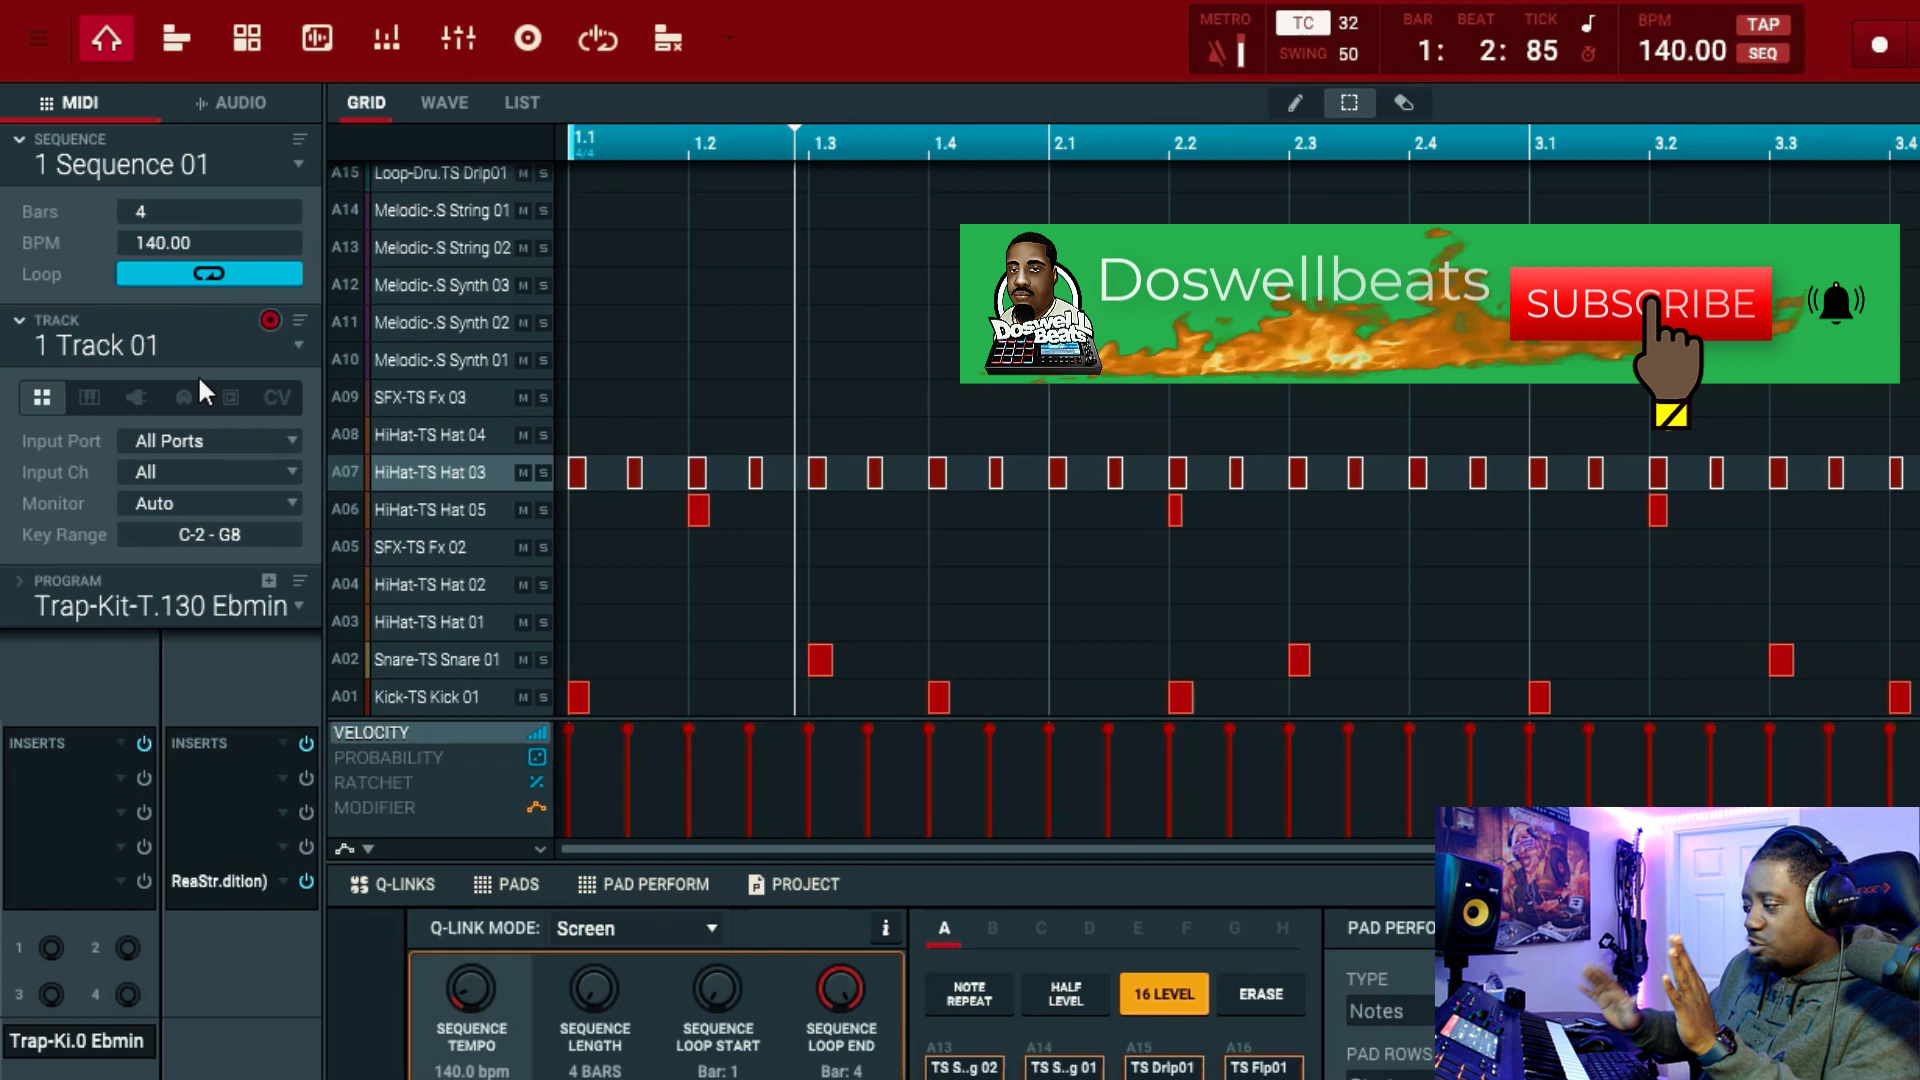 METRO
TC 32
SWING 50
BAR BEAT TICK
1: 2: 85
BPM
140.00
TAP
SEQ
MIDI
AUDIO
GRID
WAVE
LIST
SEQUENCE
1 Sequence 01
Bars 4
BPM 140.00
Loop
TRACK
1 Track 01
CV
Input Port All Ports
Input Ch All
Monitor Auto
Key Range C-2 - G8
PROGRAM
Trap-Kit-T.130 Ebmin
INSERTS
INSERTS
ReaStr.dition)
1 2
3 4
Trap-Ki.0 Ebmin
1.1 1.2 1.3 1.4 2.1 2.2 2.3 2.4 3.1 3.2 3.3 3.4
4/4
A15 Loop-Dru.TS Drip01 M S
A14 Melodic-.S String 01 M S
A13 Melodic-.S String 02 M S
A12 Melodic-.S Synth 03 M S
A11 Melodic-.S Synth 02 M S
A10 Melodic-.S Synth 01 M S
A09 SFX-TS Fx 03 M S
A08 HiHat-TS Hat 04 M S
A07 HiHat-TS Hat 03 M S
A06 HiHat-TS Hat 05 M S
A05 SFX-TS Fx 02 M S
A04 HiHat-TS Hat 02 M S
A03 HiHat-TS Hat 01 M S
A02 Snare-TS Snare 01 M S
A01 Kick-TS Kick 01 M S
Doswellbeats
SUBSCRIBE
Doswell
Beats
VELOCITY
PROBABILITY
RATCHET
MODIFIER
Q-LINKS
PADS
PAD PERFORM
PROJECT
Q-LINK MODE: Screen
i
SEQUENCE TEMPO
140.0 bpm
SEQUENCE LENGTH
4 BARS
SEQUENCE LOOP START
Bar: 1
SEQUENCE LOOP END
Bar: 4
A B C D E F G H
NOTE REPEAT
HALF LEVEL
16 LEVEL
ERASE
A13 A14 A15 A16
TS S..g 02
TS S..g 01
TS Drip01
TS Flp01
PAD PERFO
TYPE
Notes
PAD ROWS